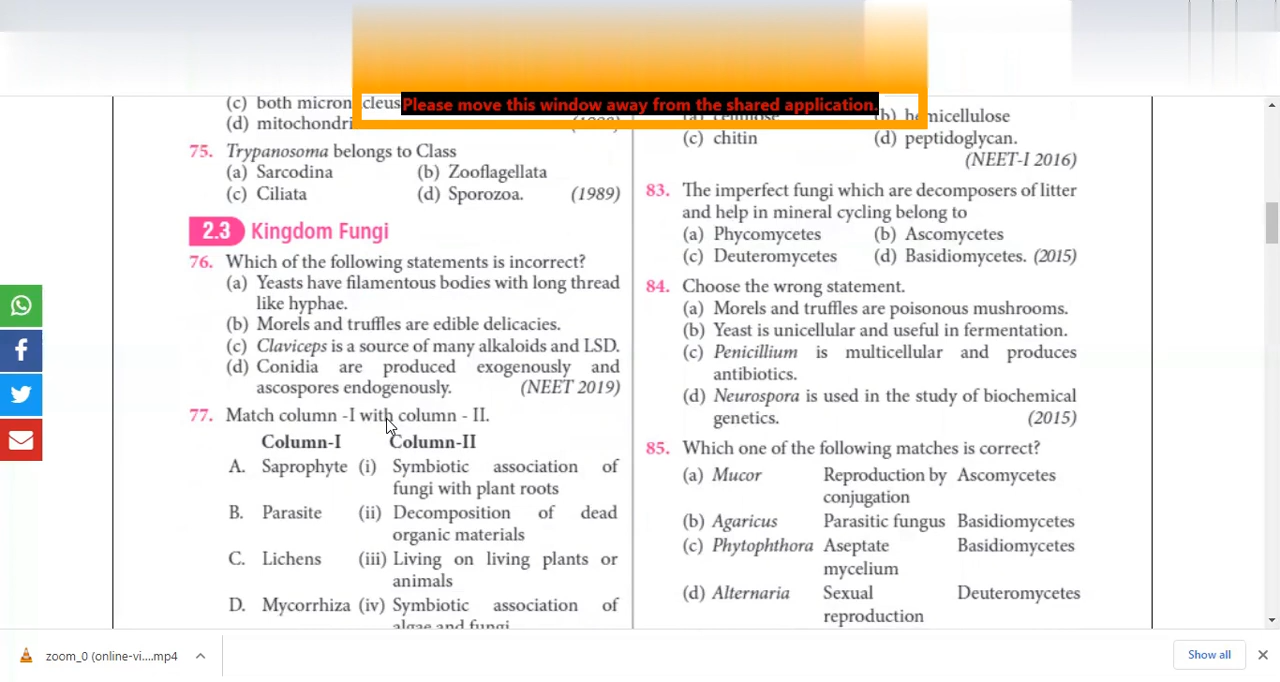 Please move this window away from the shared application.
(c) both micron cleus
(d) mitochondri
75. Trypanosoma belongs to Class
(a) Sarcodina (b) Zooflagellata
(c) Ciliata (d) Sporozoa. (1989)
2.3 Kingdom Fungi
76. Which of the following statements is incorrect?
(a) Yeasts have filamentous bodies with long thread
like hyphae.
(b) Morels and truffles are edible delicacies.
(c) Claviceps is a source of many alkaloids and LSD.
(d) Conidia are produced exogenously and
ascospores endogenously. (NEET 2019)
77. Match column -I with column - II.
Column-I Column-II
A. Saprophyte (i) Symbiotic association of
fungi with plant roots
B. Parasite (ii) Decomposition of dead
organic materials
C. Lichens (iii) Living on living plants or
animals
D. Mycorrhiza (iv) Symbiotic association of
algae and fungi
(a) cellulose (b) hemicellulose
(c) chitin (d) peptidoglycan.
(NEET-I 2016)
83. The imperfect fungi which are decomposers of litter
and help in mineral cycling belong to
(a) Phycomycetes (b) Ascomycetes
(c) Deuteromycetes (d) Basidiomycetes. (2015)
84. Choose the wrong statement.
(a) Morels and truffles are poisonous mushrooms.
(b) Yeast is unicellular and useful in fermentation.
(c) Penicillium is multicellular and produces
antibiotics.
(d) Neurospora is used in the study of biochemical
genetics. (2015)
85. Which one of the following matches is correct?
(a) Mucor Reproduction by Ascomycetes
conjugation
(b) Agaricus Parasitic fungus Basidiomycetes
(c) Phytophthora Aseptate Basidiomycetes
mycelium
(d) Alternaria Sexual Deuteromycetes
reproduction
zoom_0 (online-vi....mp4
Show all